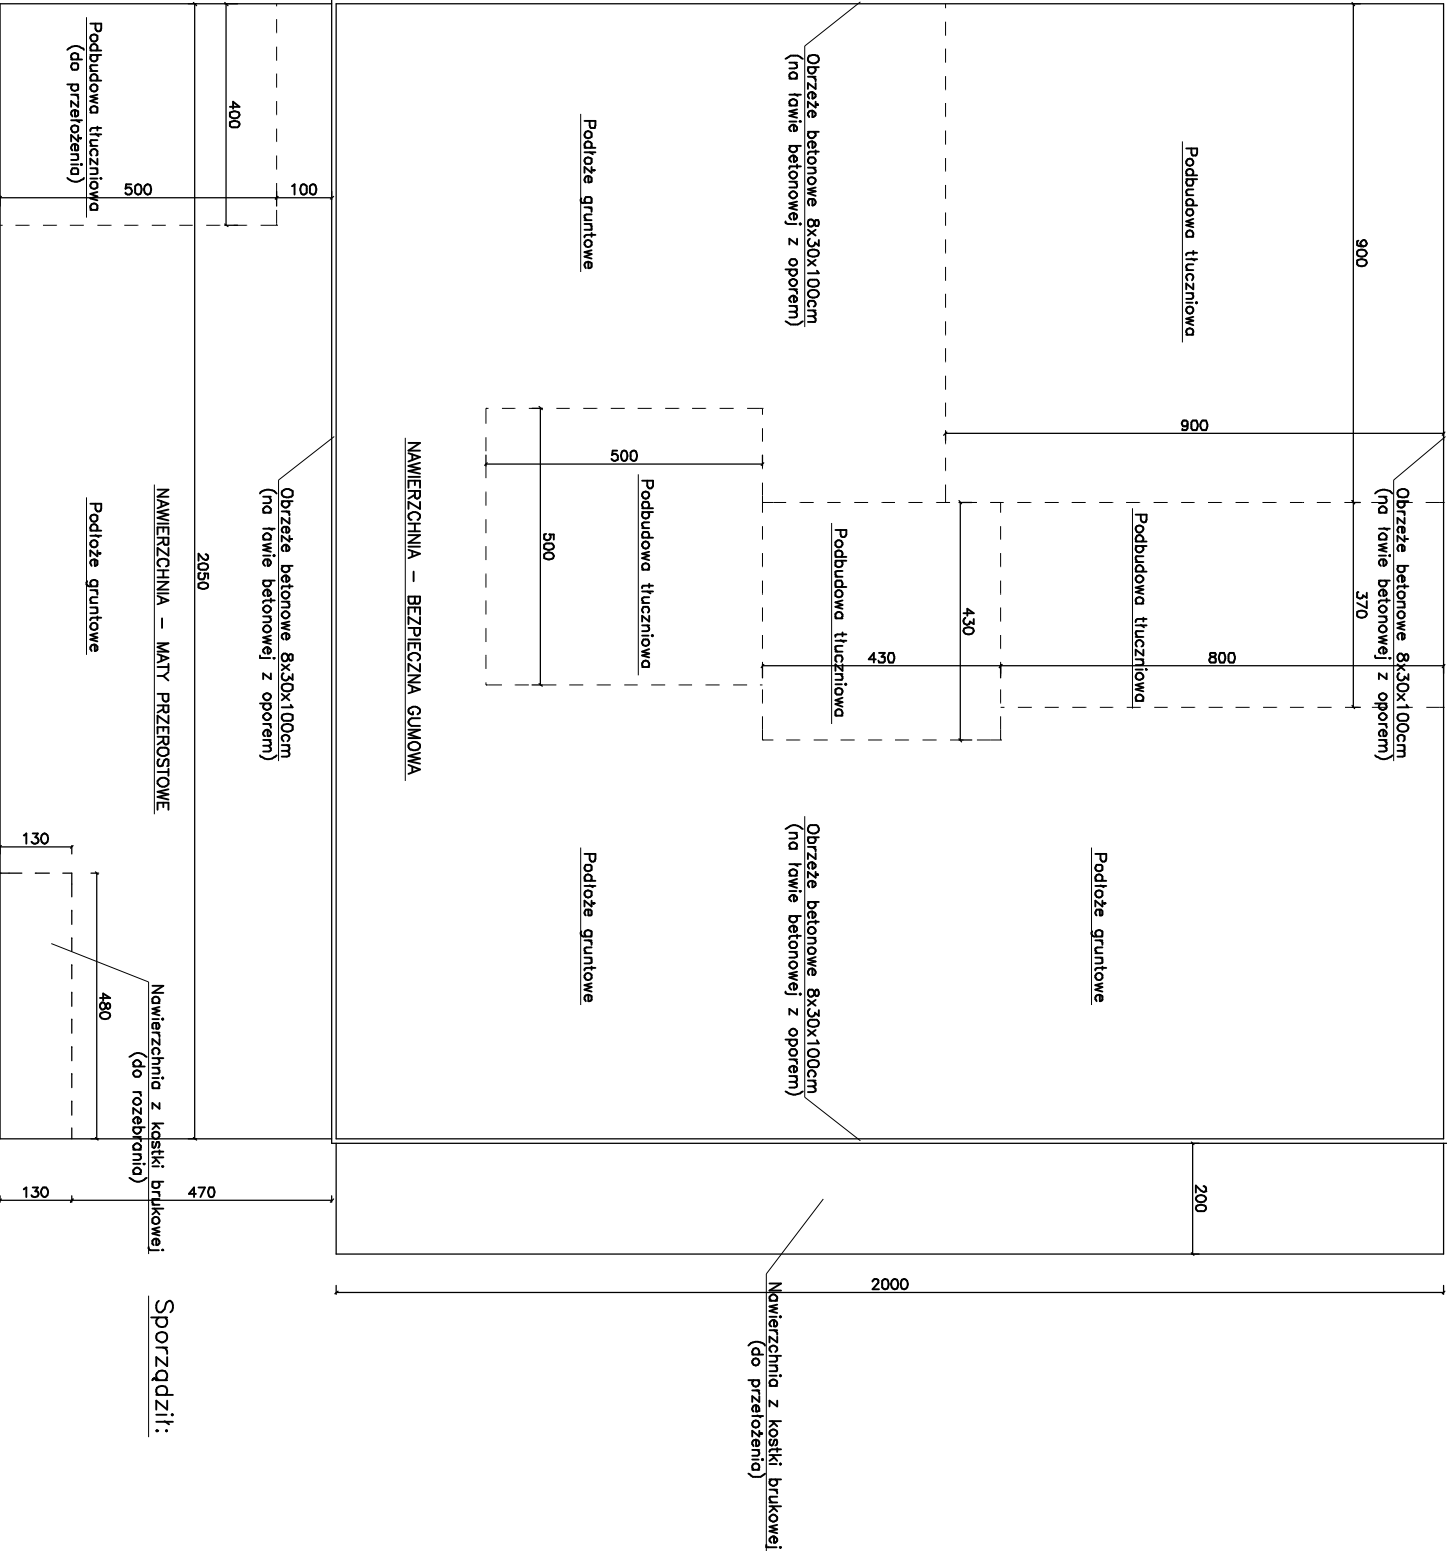 Obrzeże betonowe 8x30x100cm
(na ławie betonowej z oporem)
900
370
Podbudowa tłuczniowa
900
Podbudowa tłuczniowa
800
Podłoże gruntowe
200
430
430
Podbudowa tłuczniowa
Obrzeże betonowe 8x30x100cm
(na ławie betonowej z oporem)
Obrzeże betonowe 8x30x100cm
(na ławie betonowej z oporem)
2000
Nawierzchnia z kostki brukowej
(do przełożenia)
Podłoże gruntowe
500
Podbudowa tłuczniowa
500
Podłoże gruntowe
NAWIERZCHNIA – BEZPIECZNA GUMOWA
Obrzeże betonowe 8x30x100cm
(na ławie betonowej z oporem)
100
400
500
2050
470
NAWIERZCHNIA – MATY PRZEROSTOWE
Nawierzchnia z kostki brukowej
(do rozebrania)
Sporządził:
Podbudowa tłuczniowa
(do przełożenia)
Podłoże gruntowe
480
130
130